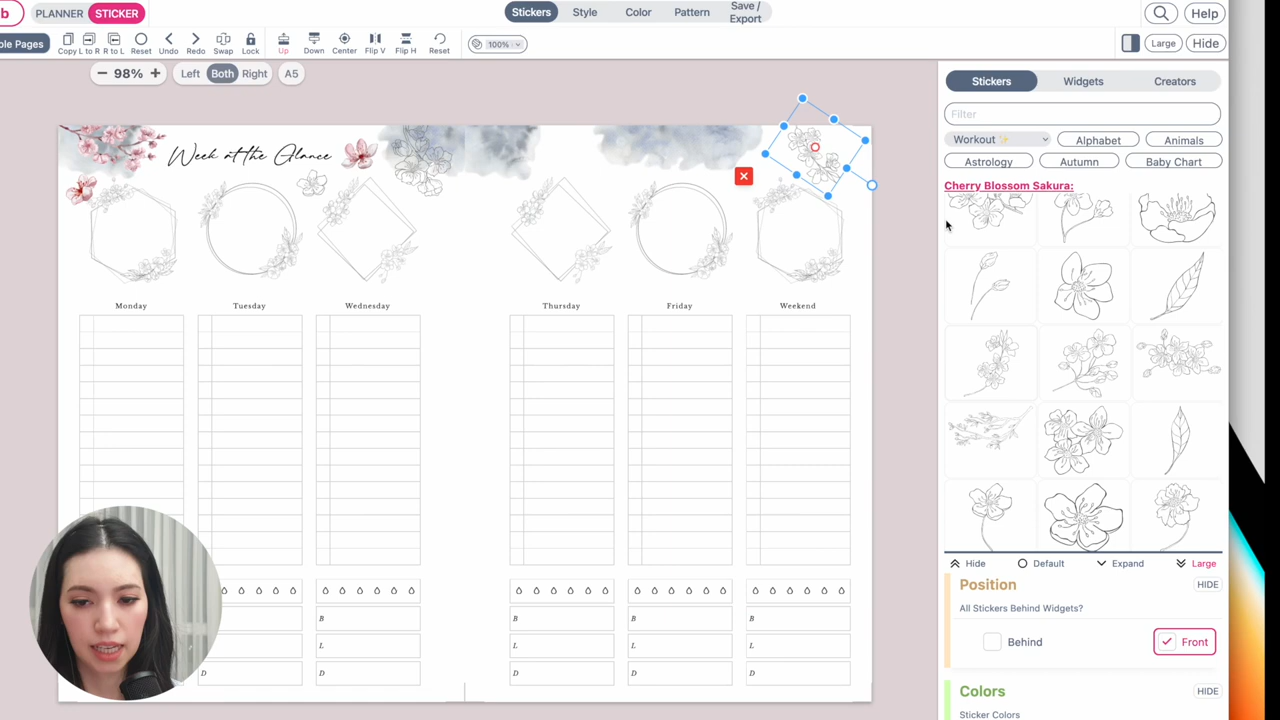 b PLANNER STICKER
Stickers Style Color Pattern Save / Export
Help
ble Pages Copy L to R R to L Reset Undo Redo Swap Lock Up Down Center Flip V Flip H Reset 100%
Large Hide
98% Left Both Right A5
Stickers Widgets Creators
Filter
Workout ✨ Alphabet Animals
Astrology Autumn Baby Chart
Cherry Blossom Sakura:
Week at the Glance
Monday Tuesday Wednesday Thursday Friday Weekend
B B B B
L L L L
D D D D D
Hide Default Expand Large
Position HIDE
All Stickers Behind Widgets?
Behind Front
Colors HIDE
Sticker Colors